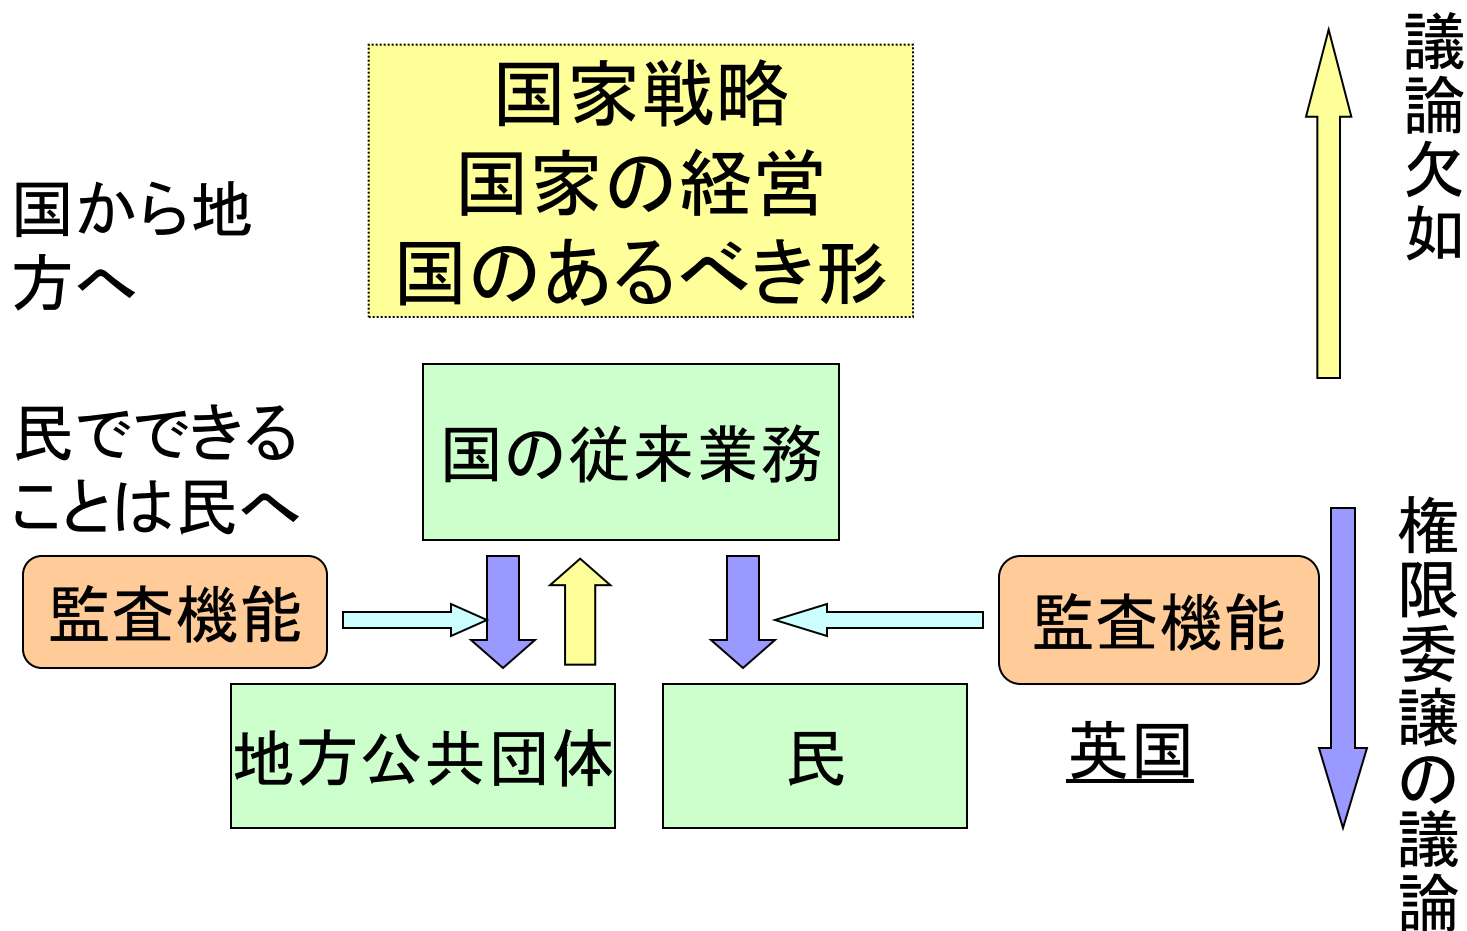 国家戦略
国家の経営
国のあるべき形
国から地
方へ
民でできる
ことは民へ
国の従来業務
監査機能
監査機能
地方公共団体
民
英国
議論欠如
権限委譲の議論